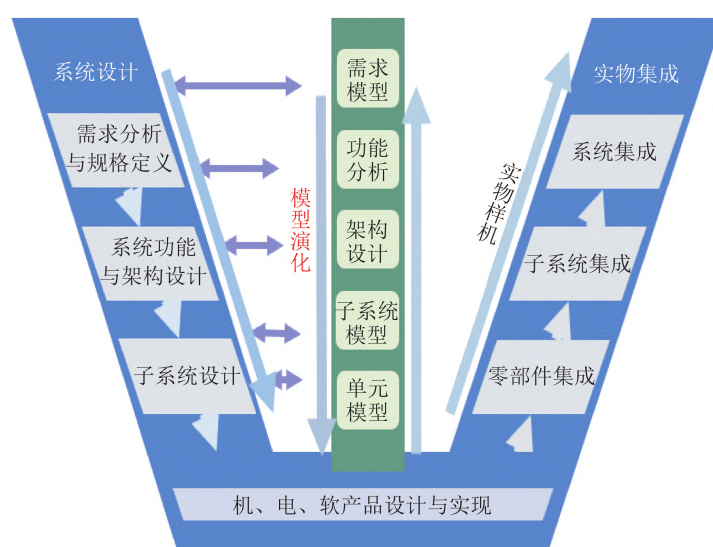 系统设计
需求分析
与规格定义
系统功能
与架构设计
子系统设计
模型演化
需求
模型
功能
分析
架构
设计
子系统
模型
单元
模型
实物样机
实物集成
系统集成
子系统集成
零部件集成
机、电、软产品设计与实现